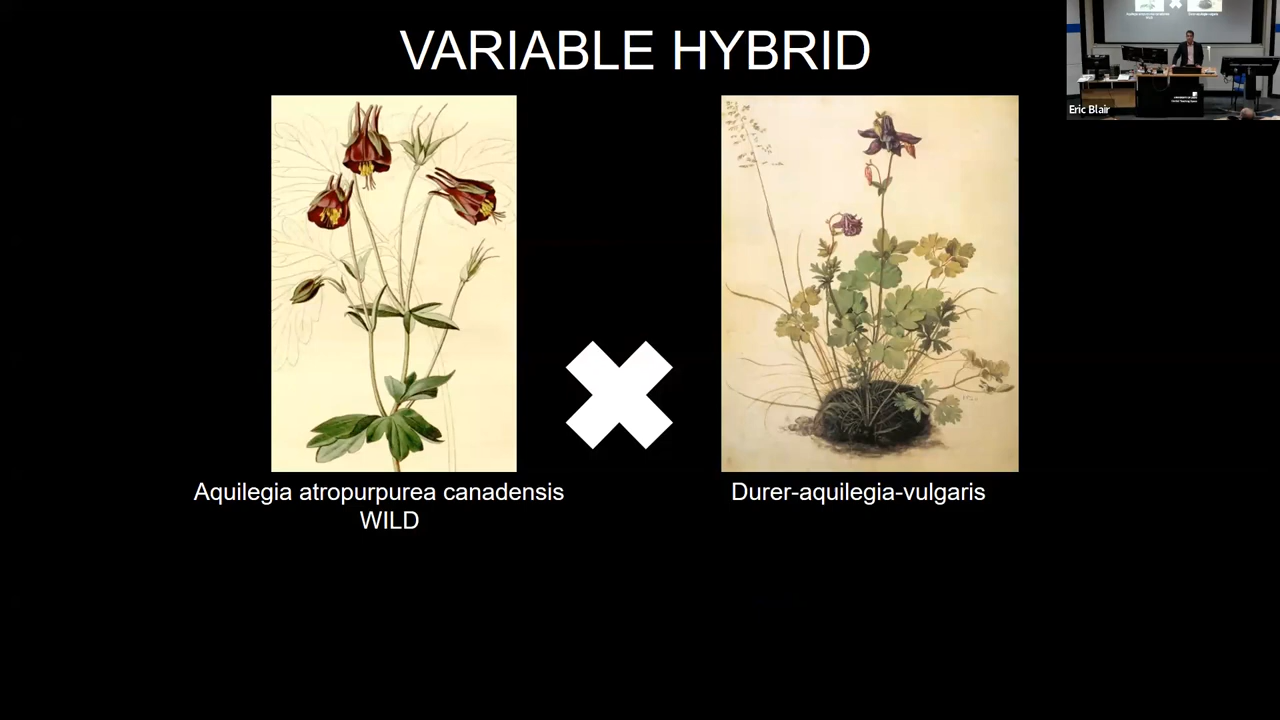 VARIABLE HYBRID
Eric Blair
Aquilegia atropurpurea canadensis
WILD
Durer-aquilegia-vulgaris